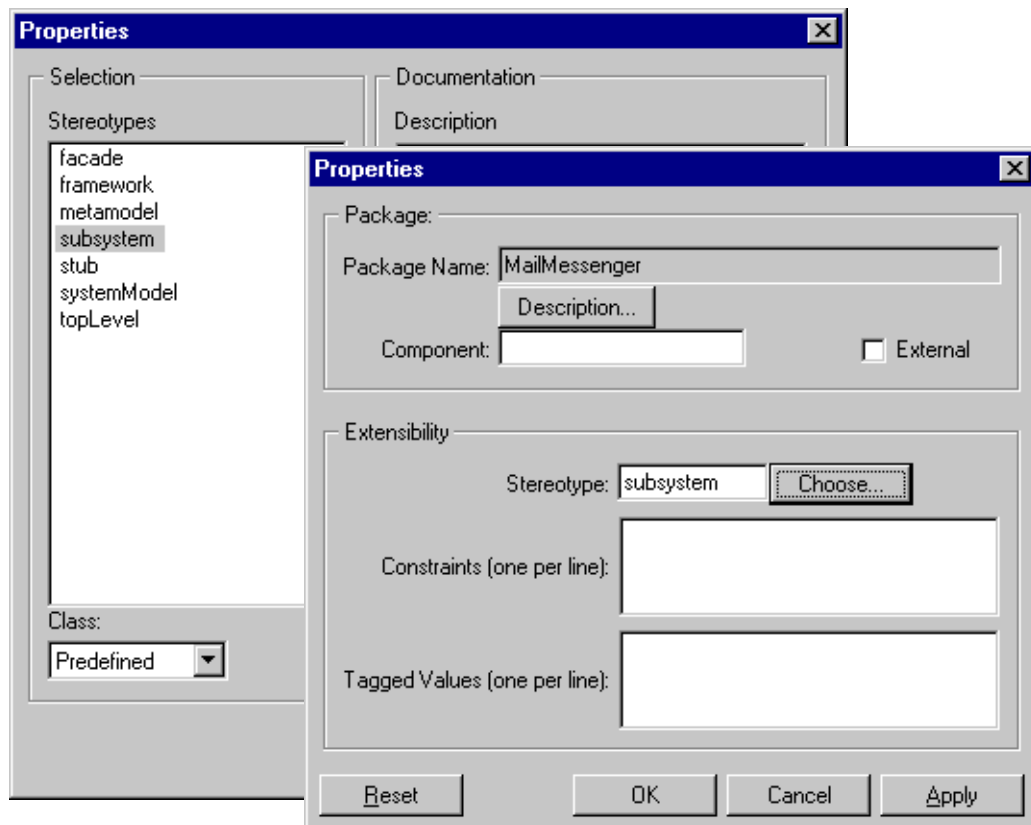 Properties
Selection
Documentation
Stereotypes
Description
facade
framework
metamodel
subsystem
stub
systemModel
topLevel
Class:
Predefined
Properties
Package:
Package Name: MailMessenger
Description...
Component:
External
Extensibility
Stereotype: subsystem Choose...
Constraints (one per line):
Tagged Values (one per line):
Reset OK Cancel Apply